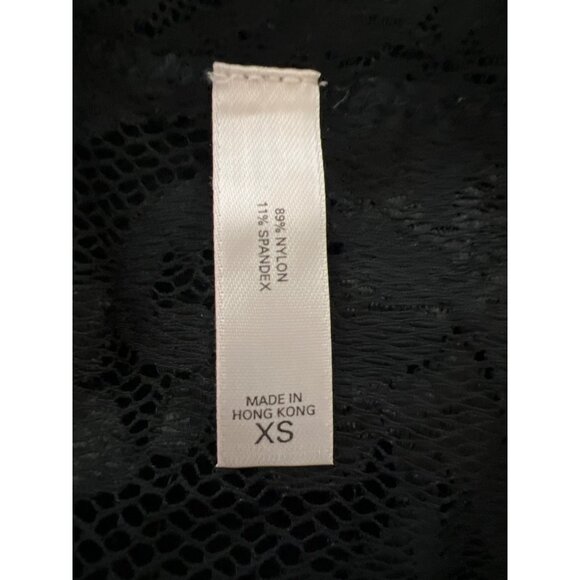 89% NYLON
11% SPANDEX
MADE IN
HONG KONG
XS